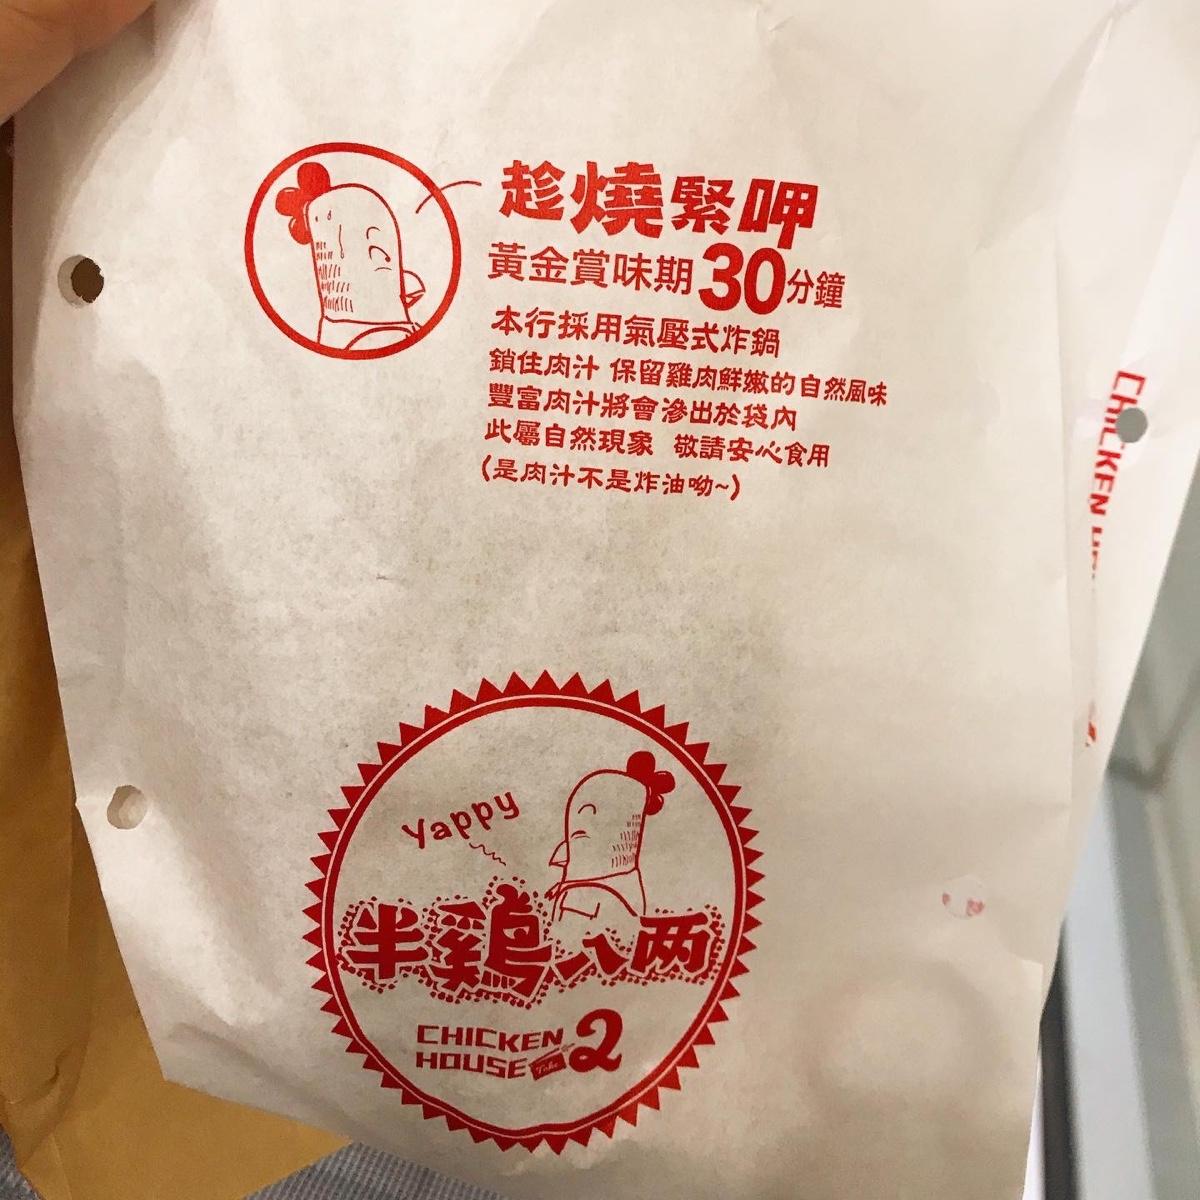 趁燒緊呷
黃金賞味期30分鐘
本行採用氣壓式炸鍋
鎖住肉汁 保留雞肉鮮嫩的自然風味
豐富肉汁將會滲出於袋內
此屬自然現象 敬請安心食用
(是肉汁不是炸油呦~)
CHICKEN
Yappy
半鷄八両
CHICKEN
HOUSE Take 2